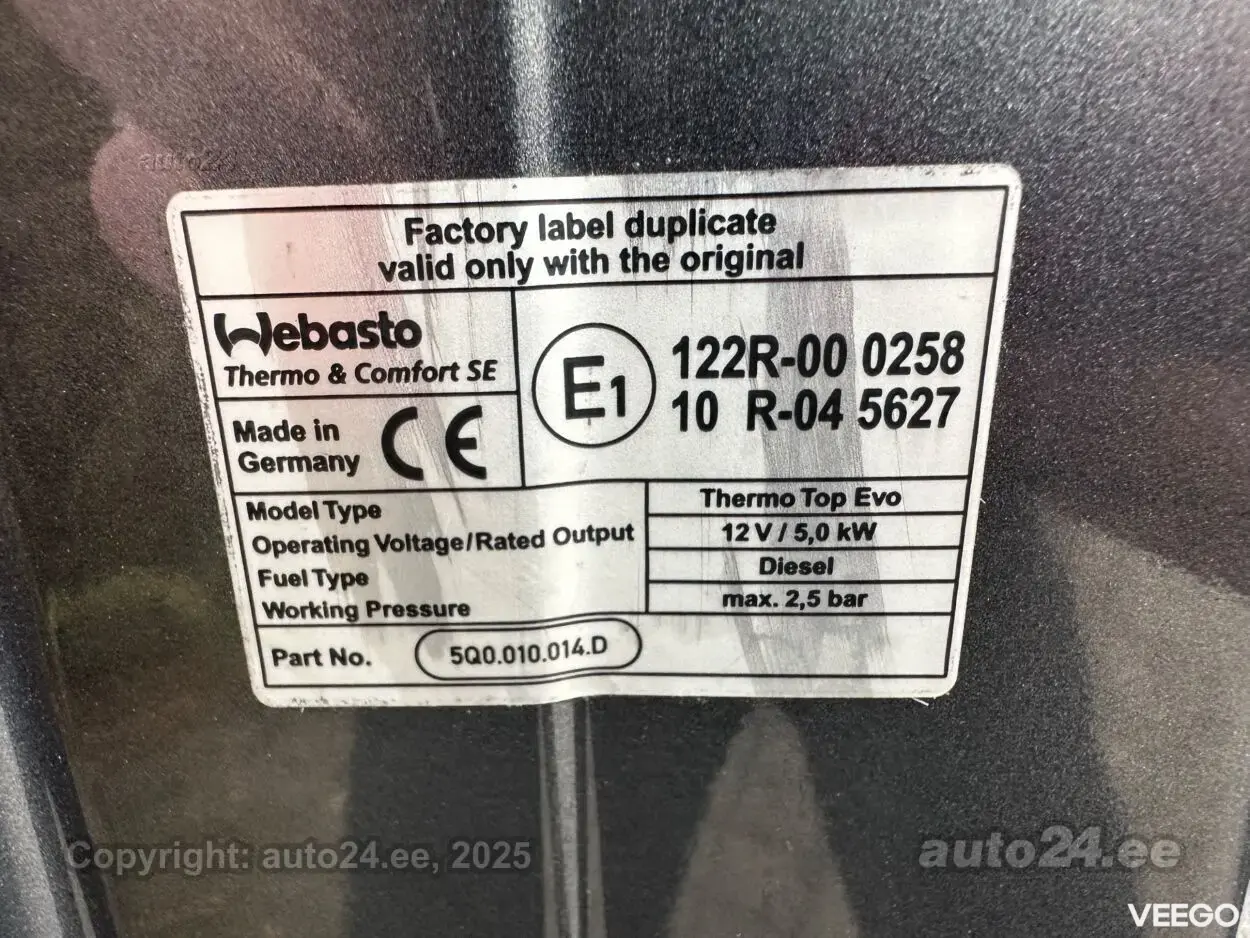 auto24
Factory label duplicate
valid only with the original
Webasto
Thermo & Comfort SE
E1
122R-00 0258
10 R-04 5627
Made in
Germany
CE
Model Type
Thermo Top Evo
Operating Voltage/Rated Output
12 V / 5,0 kW
Fuel Type
Diesel
Working Pressure
max. 2,5 bar
Part No.
5Q0.010.014.D
Copyright: auto24.ee, 2025
auto24.ee
VEEGO